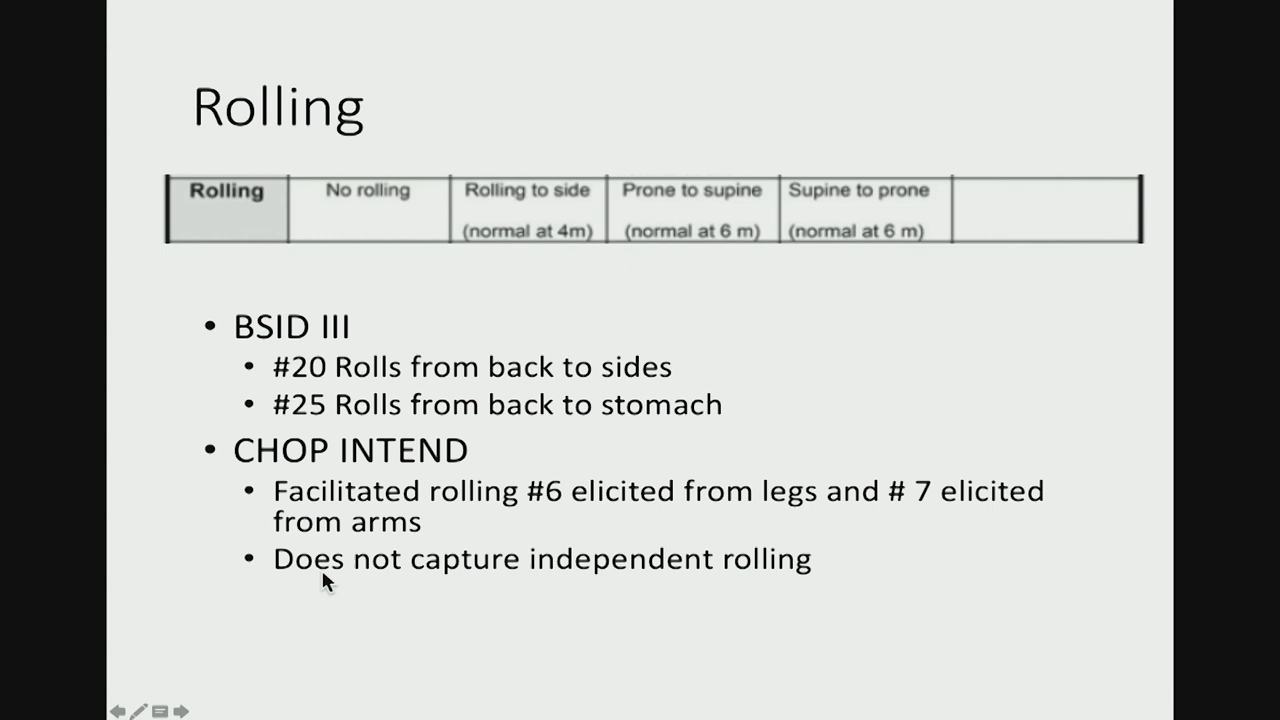 Rolling
Rolling No rolling Rolling to side Prone to supine Supine to prone
(normal at 4m) (normal at 6 m) (normal at 6 m)
• BSID III
• #20 Rolls from back to sides
• #25 Rolls from back to stomach
• CHOP INTEND
• Facilitated rolling #6 elicited from legs and # 7 elicited
from arms
• Does not capture independent rolling